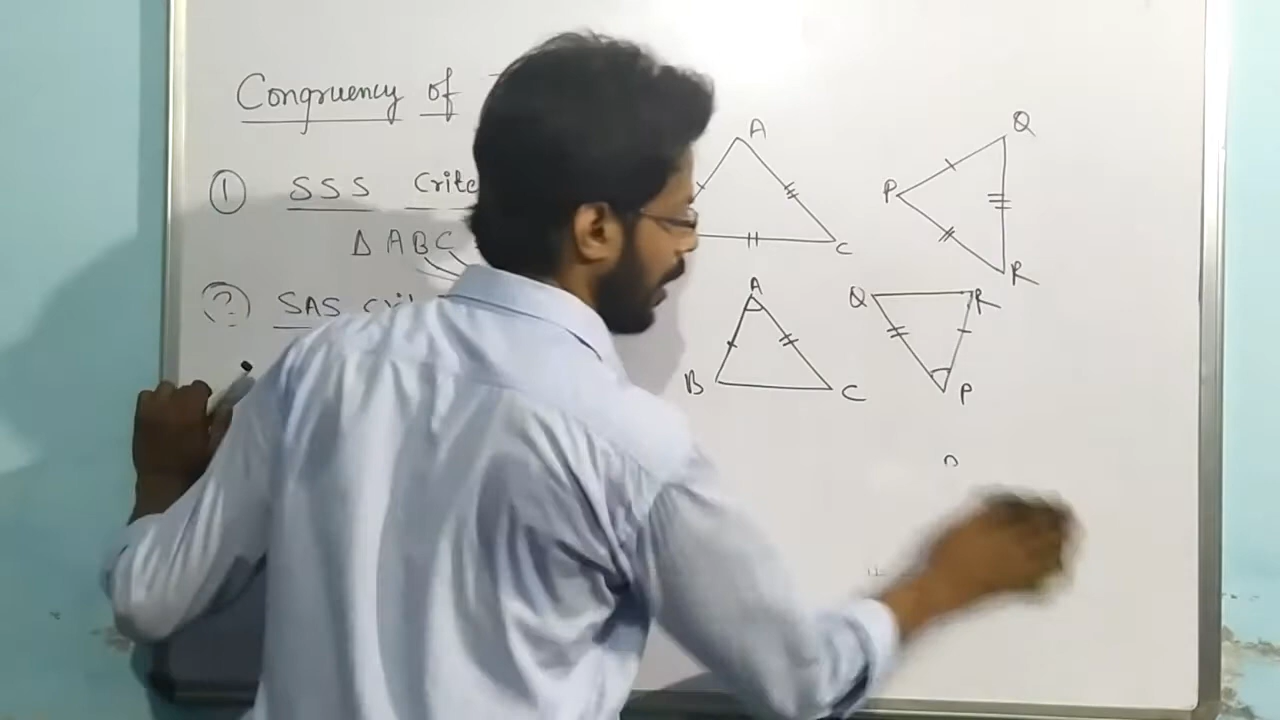 Congruency of
① SSS Crite
Δ ABC
② SAS Cri
A
C
Q
P
R
A
B
C
Q
R
P